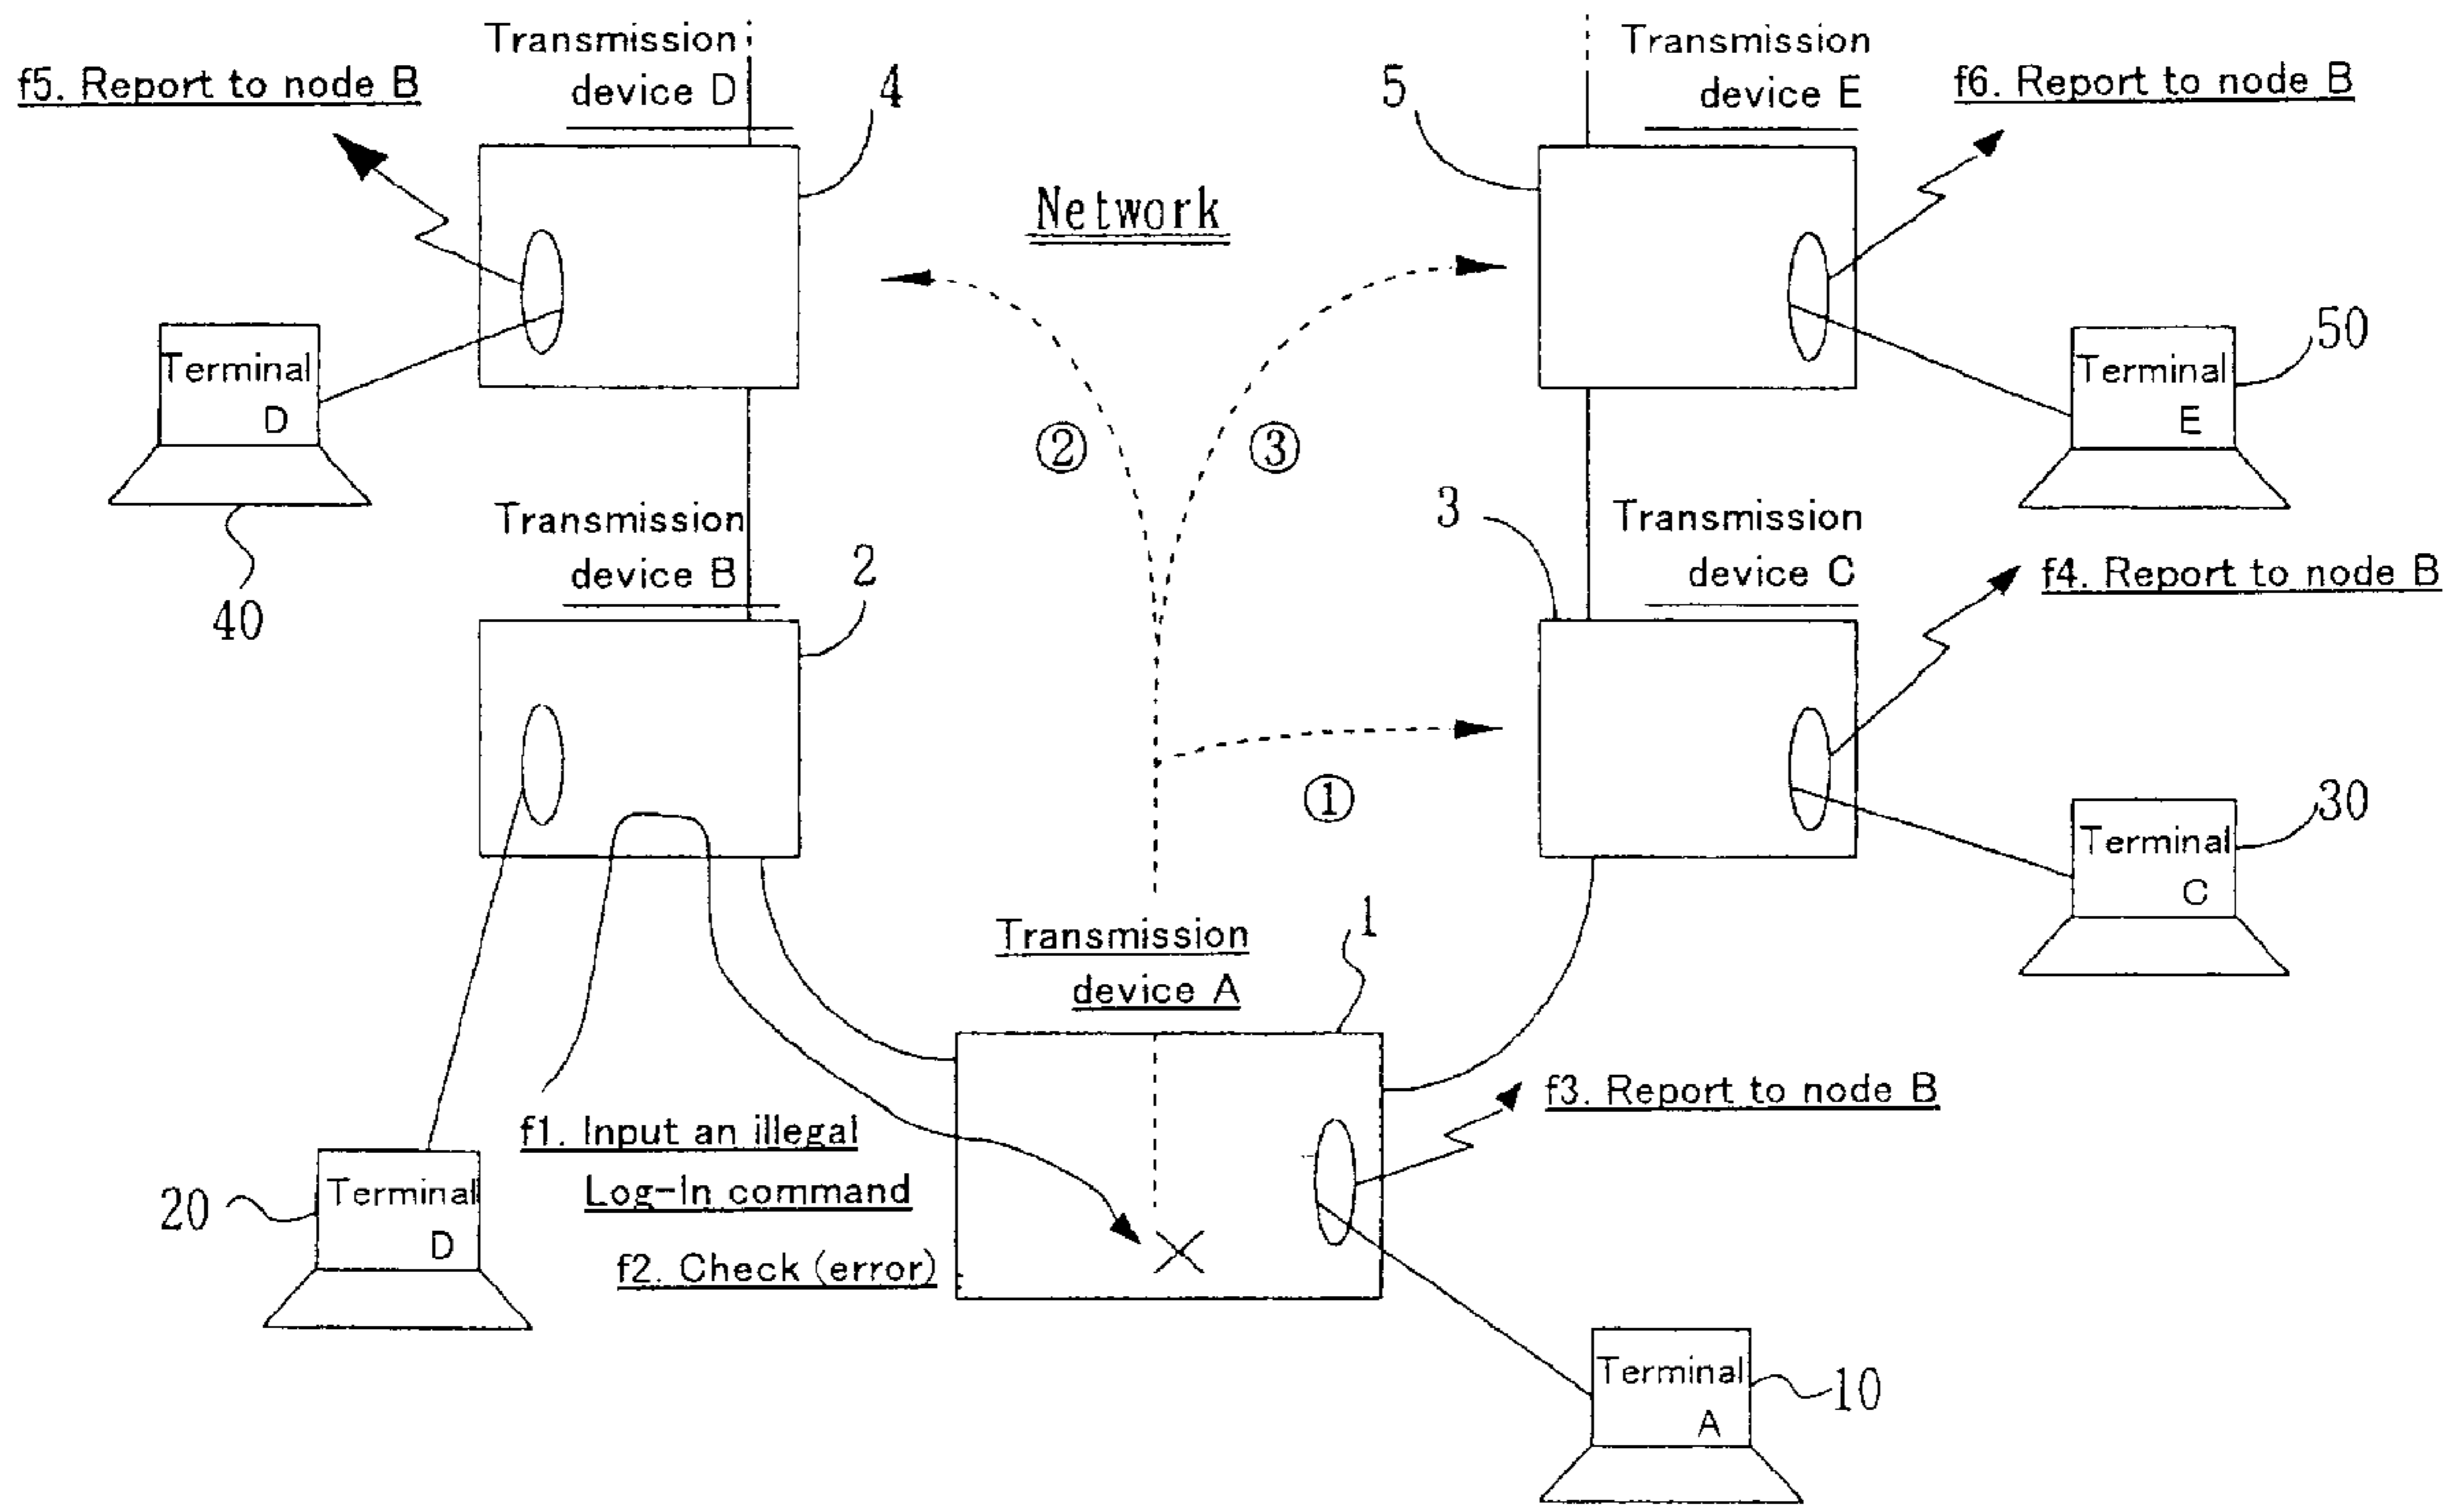 Transmission
device D
f5. Report to node B
4
5
Transmission
device E
f6. Report to node B
Network
Terminal
D
40
50
Terminal
E
②
③
Transmission
device B
2
3
Transmission
device C
f4. Report to node B
①
30
Terminal
C
Transmission
device A
1
f3. Report to node B
f1. Input an illegal
Log-In command
f2. Check (error)
20
Terminal
D
Terminal
A
10